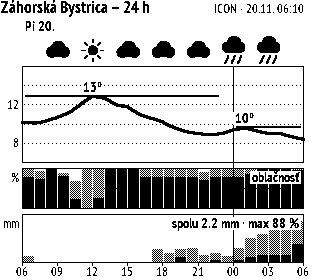 Záhorská Bystrica – 24 h
ICON · 20.11. 06:10
Pi 20.
13°
10°
12
10
8
%
oblačnosť
mm
spolu 2.2 mm · max 88 %
06 09 12 15 18 21 00 03 06